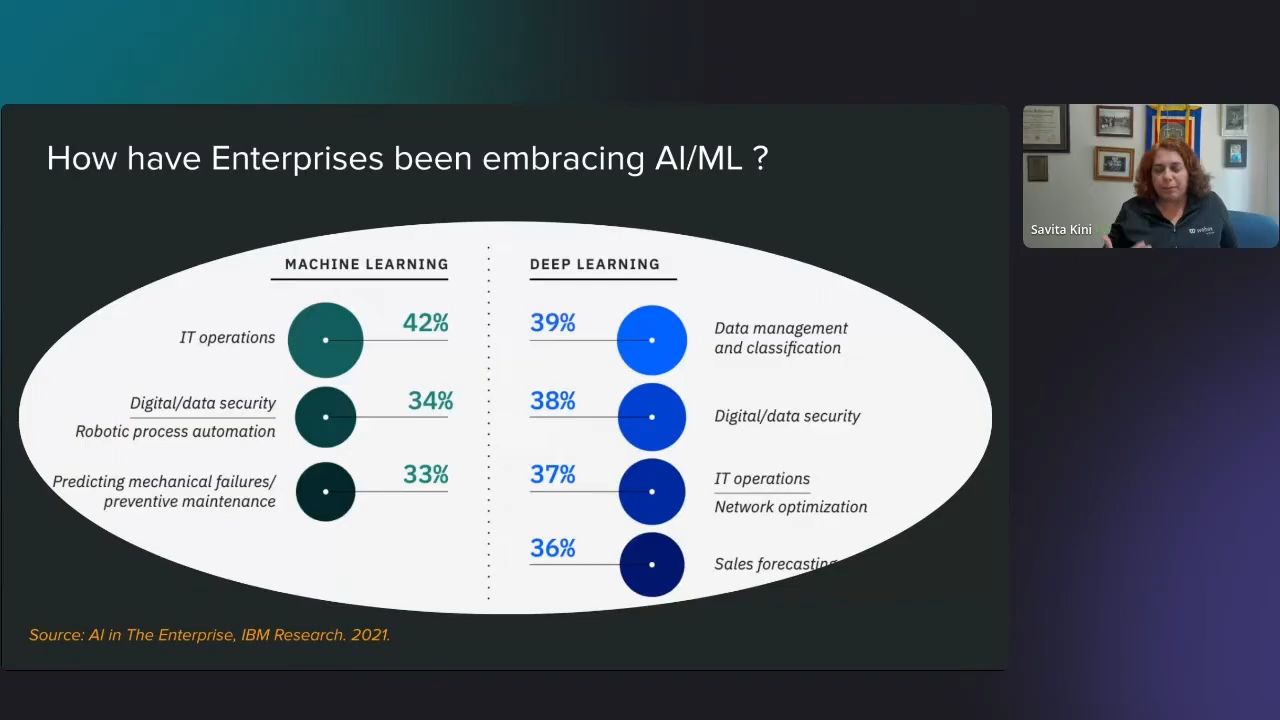 How have Enterprises been embracing AI/ML ?
MACHINE LEARNING
IT operations
42%
Digital/data security
Robotic process automation
34%
Predicting mechanical failures/
preventive maintenance
33%
DEEP LEARNING
39%
Data management
and classification
38%
Digital/data security
37%
IT operations
Network optimization
36%
Sales forecasting
Source: AI in The Enterprise, IBM Research. 2021.
Savita Kini
webex